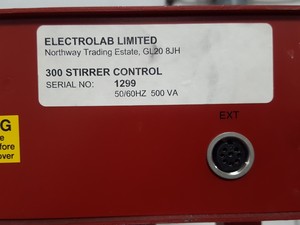 ELECTROLAB LIMITED
Northway Trading Estate, GL20 8JH
300 STIRRER CONTROL
SERIAL NO: 1299
50/60HZ 500 VA
EXT
G
e
efore
over